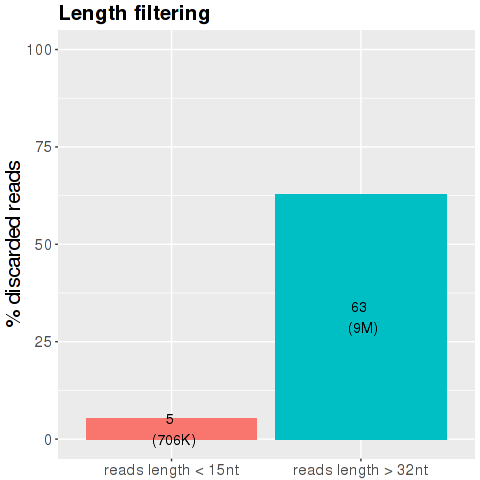 Length filtering
% discarded reads
100
75
50
25
0
5
(706K)
63
(9M)
reads length < 15nt
reads length > 32nt